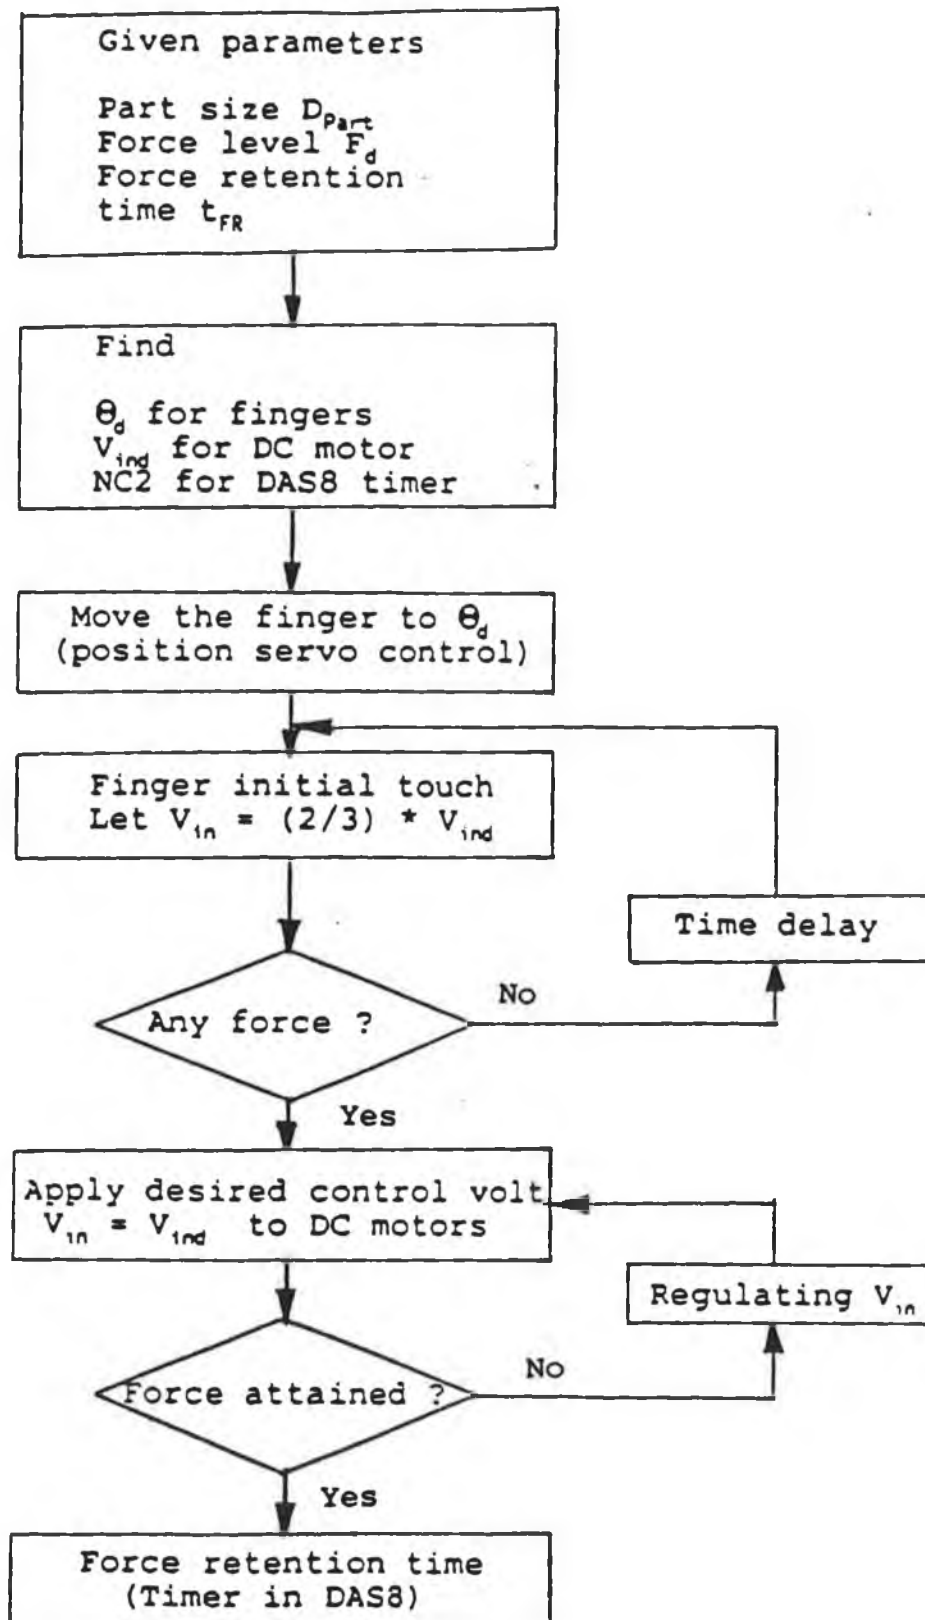 Given parameters
Part size D_Part
Force level F_d
Force retention
time t_FR
Find
Θ_d for fingers
V_ind for DC motor
NC2 for DAS8 timer
Move the finger to Θ_d
(position servo control)
Finger initial touch
Let V_in = (2/3) * V_ind
Time delay
Any force ?
No
Yes
Apply desired control volt
V_in = V_ind to DC motors
Regulating V_in
Force attained ?
No
Yes
Force retention time
(Timer in DAS8)